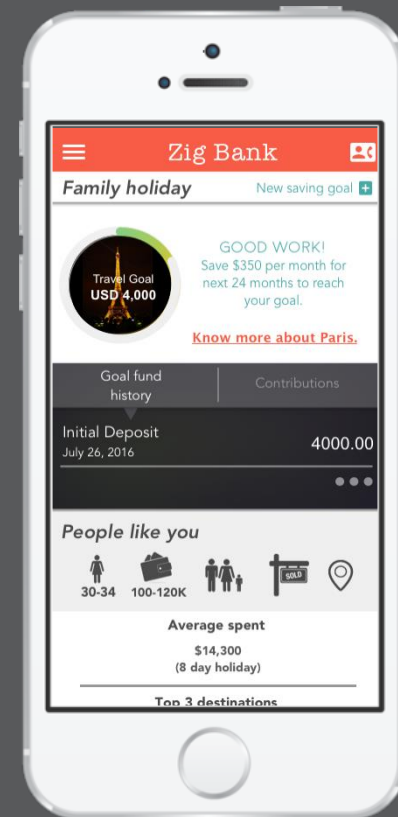 Zig Bank
Family holiday
New saving goal
Travel Goal
USD 4,000
GOOD WORK!
Save $350 per month for
next 24 months to reach
your goal.
Know more about Paris.
Goal fund
history
Contributions
Initial Deposit
July 26, 2016
4000.00
People like you
30-34
100-120K
SOLD
Average spent
$14,300
(8 day holiday)
Top 3 destinations